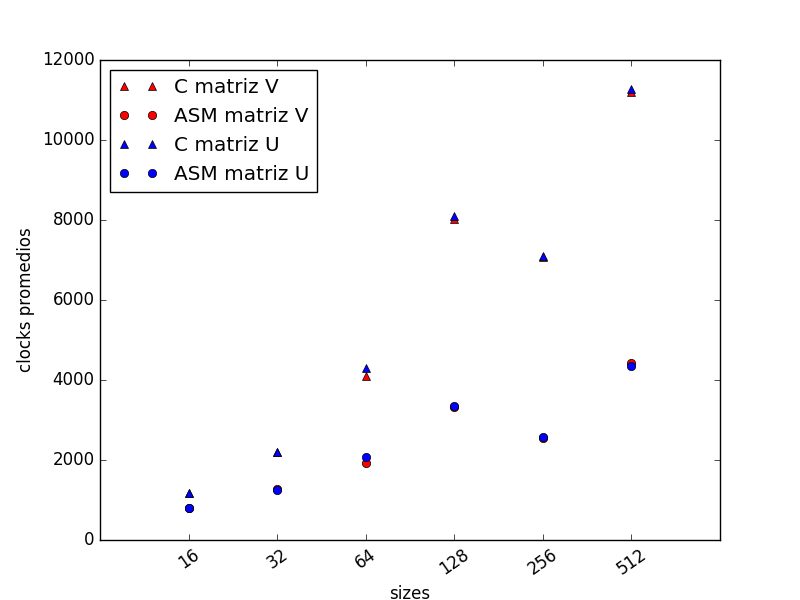 12000
10000
8000
6000
4000
2000
0
clocks promedios
C matriz V
ASM matriz V
C matriz U
ASM matriz U
16 32 64 128 256 512
sizes